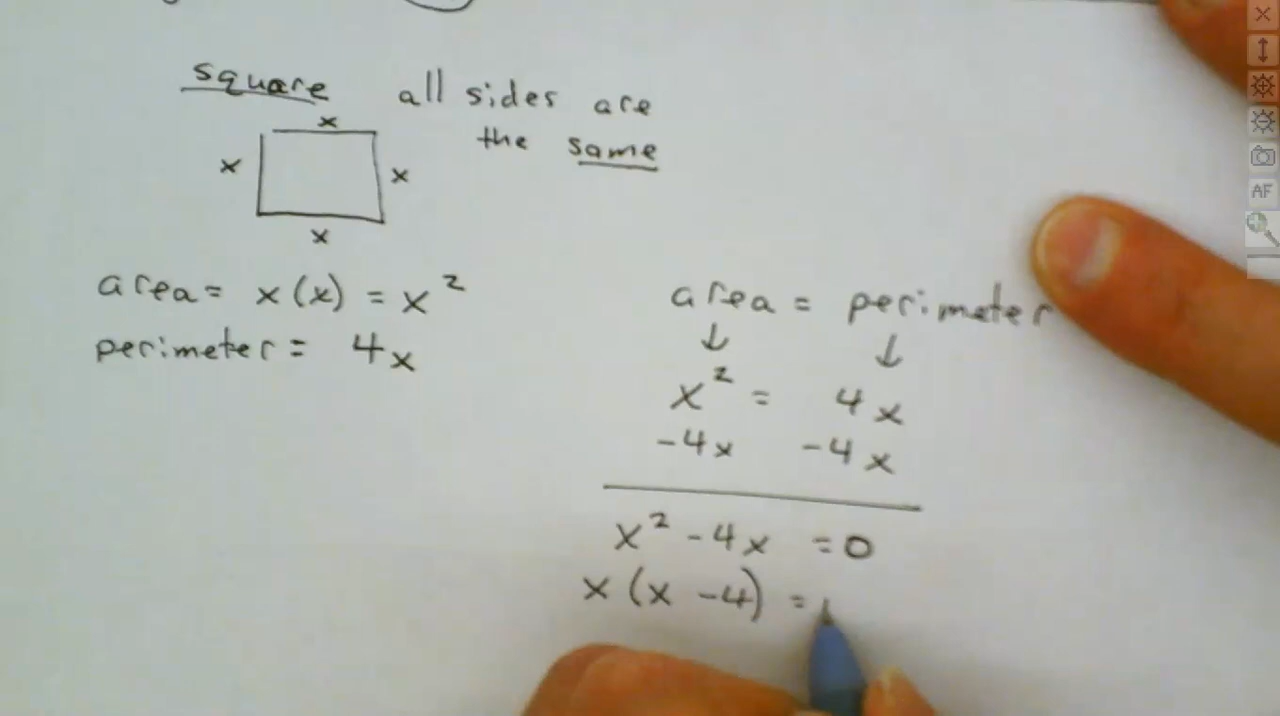 square all sides are
the same
x
x x
x
area = x(x) = x²
perimeter = 4x
area = perimeter
↓ ↓
x² = 4x
-4x -4x
x² - 4x = 0
x(x - 4) =
AF